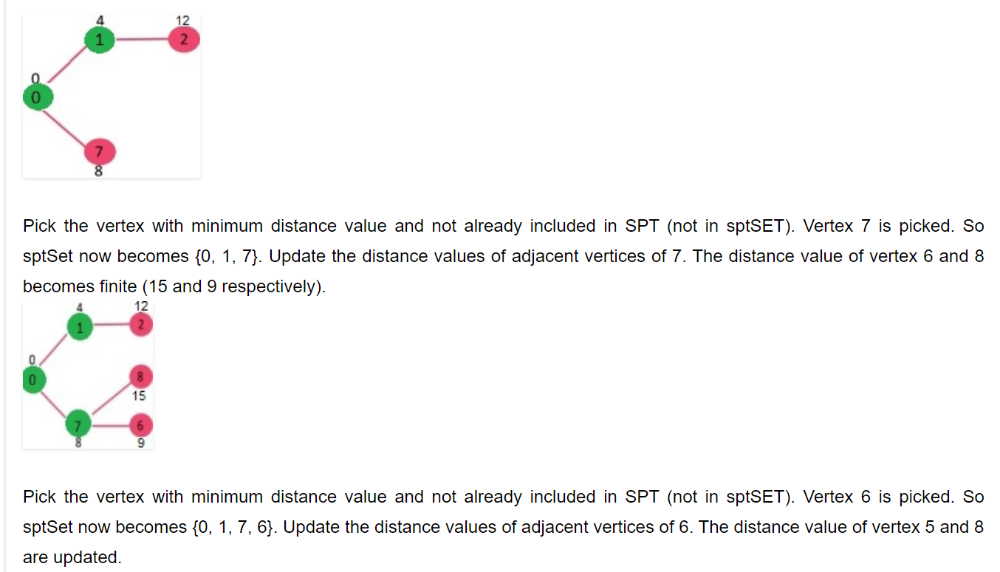 4 12
1 2
0
0
7
8
Pick the vertex with minimum distance value and not already included in SPT (not in sptSET). Vertex 7 is picked. So
sptSet now becomes {0, 1, 7}. Update the distance values of adjacent vertices of 7. The distance value of vertex 6 and 8
becomes finite (15 and 9 respectively).
4 12
1 2
0
0 8
15
7 6
8 9
Pick the vertex with minimum distance value and not already included in SPT (not in sptSET). Vertex 6 is picked. So
sptSet now becomes {0, 1, 7, 6}. Update the distance values of adjacent vertices of 6. The distance value of vertex 5 and 8
are updated.